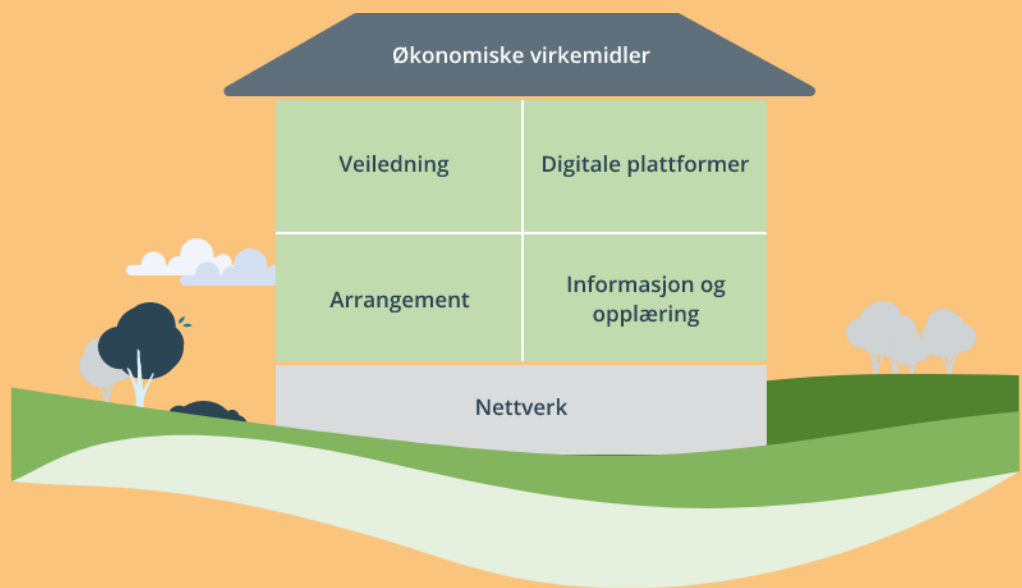 Økonomiske virkemidler
Veiledning
Digitale plattformer
Arrangement
Informasjon og
opplæring
Nettverk